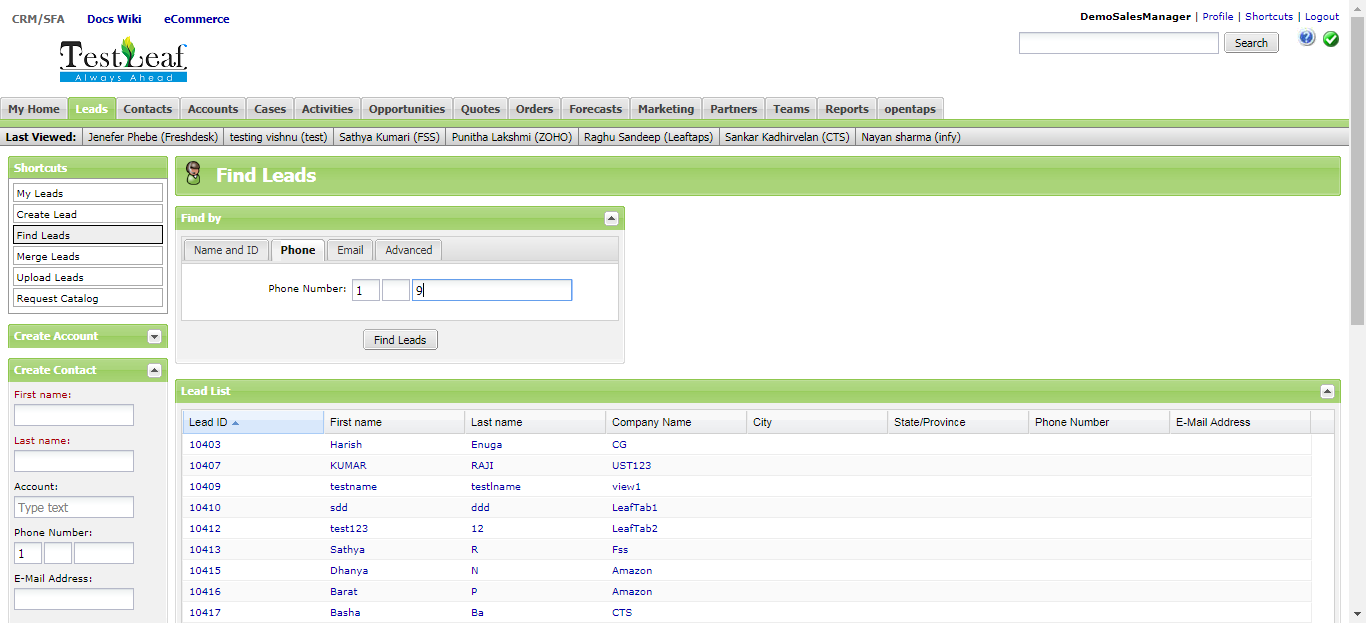 CRM/SFA Docs Wiki eCommerce
DemoSalesManager | Profile | Shortcuts | Logout
TestLeaf
Always Ahead
Search
My Home Leads Contacts Accounts Cases Activities Opportunities Quotes Orders Forecasts Marketing Partners Teams Reports opentaps
Last Viewed: Jenefer Phebe (Freshdesk) testing vishnu (test) Sathya Kumari (FSS) Punitha Lakshmi (ZOHO) Raghu Sandeep (Leaftaps) Sankar Kadhirvelan (CTS) Nayan sharma (infy)
Shortcuts
My Leads
Create Lead
Find Leads
Merge Leads
Upload Leads
Request Catalog
Create Account
Create Contact
First name:
Last name:
Account:
Type text
Phone Number:
1
E-Mail Address:
Find Leads
Find by
Name and ID Phone Email Advanced
Phone Number: 1 9
Find Leads
Lead List
Lead ID First name Last name Company Name City State/Province Phone Number E-Mail Address
10403 Harish Enuga CG
10407 KUMAR RAJI UST123
10409 testname testlname view1
10410 sdd ddd LeafTab1
10412 test123 12 LeafTab2
10413 Sathya R Fss
10415 Dhanya N Amazon
10416 Barat P Amazon
10417 Basha Ba CTS